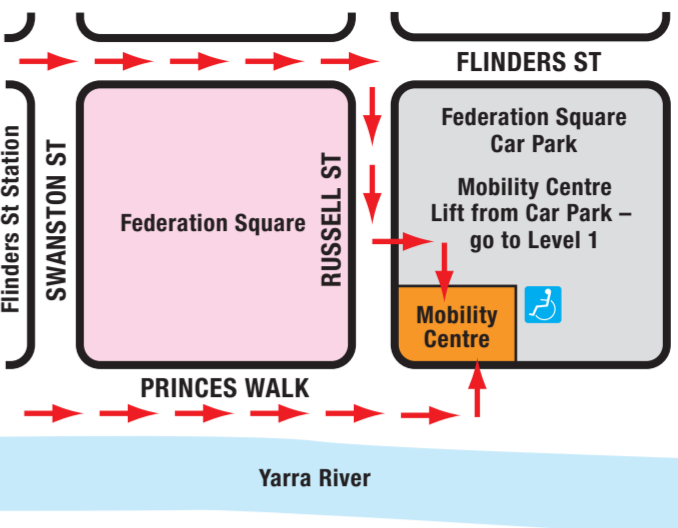 FLINDERS ST
Flinders St Station
SWANSTON ST
Federation Square
RUSSELL ST
Federation Square
Car Park
Mobility Centre
Lift from Car Park –
go to Level 1
Mobility
Centre
PRINCES WALK
Yarra River